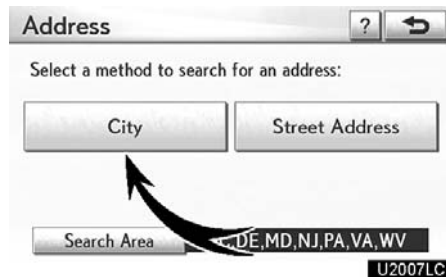 Address ?
Select a method to search for an address:
City Street Address
Search Area DE,MD,NJ,PA,VA,WV
U2007LC